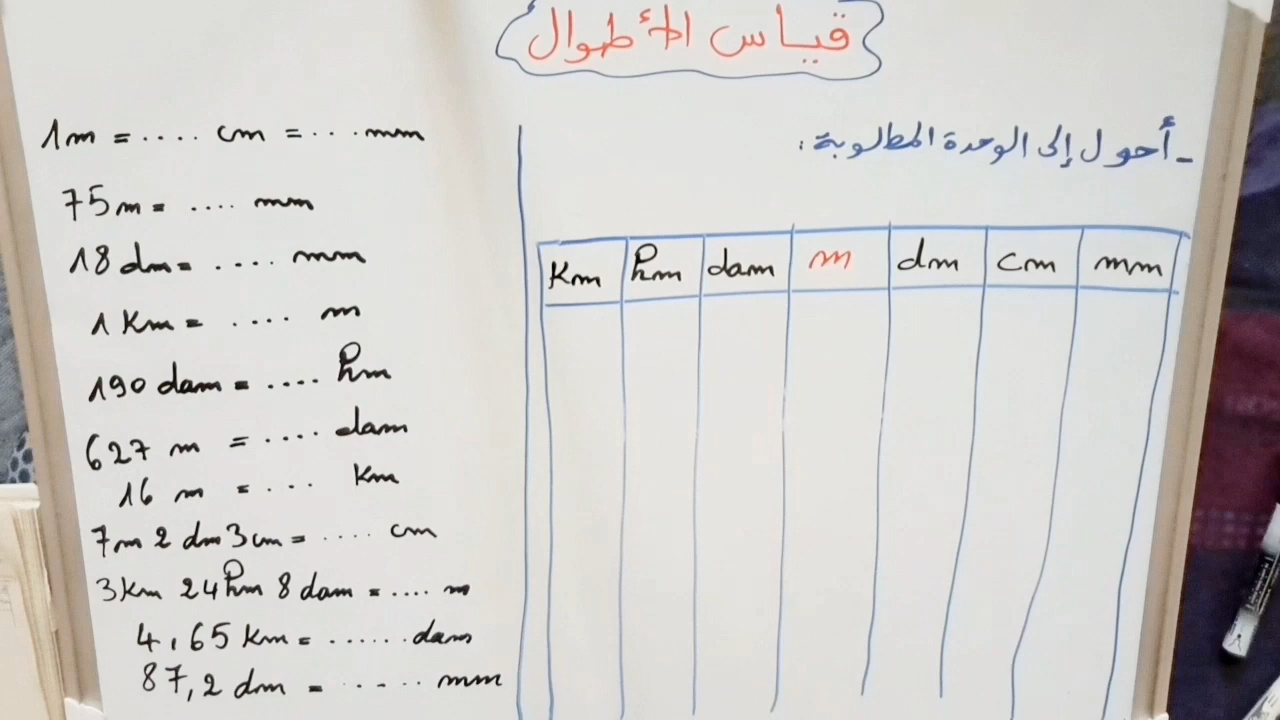 قياس الأطوال
- أحول إلى الوحدة المطلوبة:
Km hm dam m dm cm mm
1m = .... cm = ... mm
75m = .... mm
18 dm = .... mm
1 Km = .... m
190 dam = .... hm
627 m = .... dam
16 m = ... Km
7m 2 dm 3cm = .... cm
3Km 24hm 8 dam = .... m
4,65 Km = ...... dam
87,2 dm = ..... mm